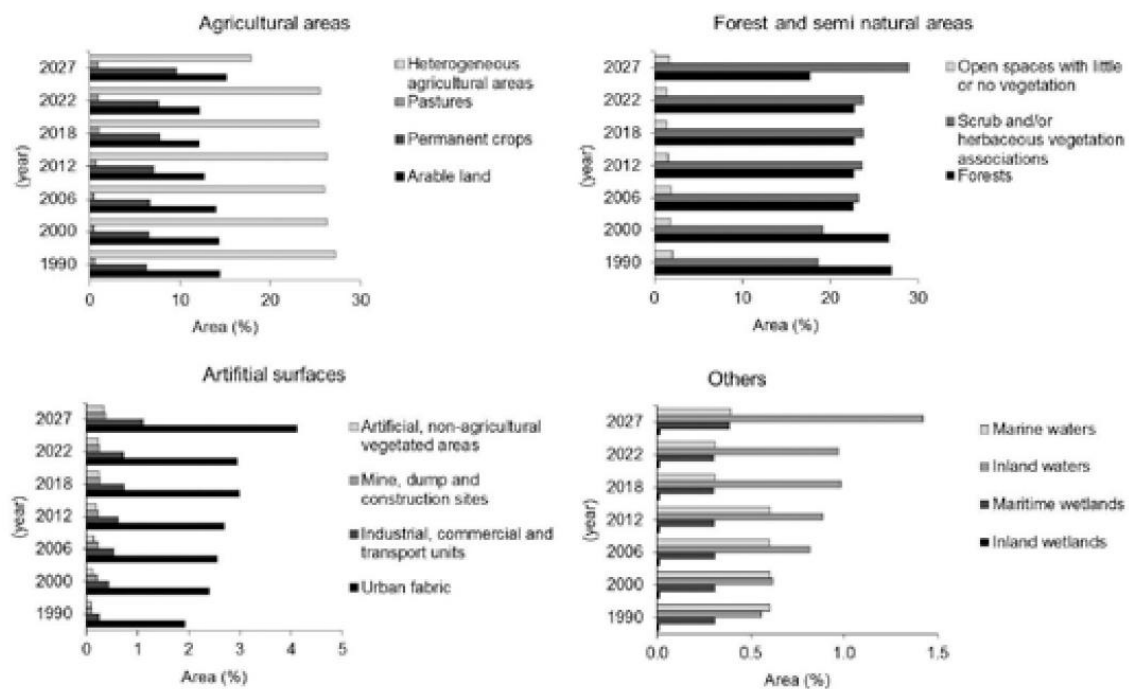 Agricultural areas
2027
2022
2018
2012
2006
2000
1990
(year)
0 10 20 30
Area (%)
Heterogeneous
agricultural areas
Pastures
Permanent crops
Arable land
Forest and semi natural areas
2027
2022
2018
2012
2006
2000
1990
(year)
0 10 20 30
Area (%)
Open spaces with little
or no vegetation
Scrub and/or
herbaceous vegetation
associations
Forests
Artifitial surfaces
2027
2022
2018
2012
2006
2000
1990
(year)
0 1 2 3 4 5
Area (%)
Artificial, non-agricultural
vegetated areas
Mine, dump and
construction sites
Industrial, commercial and
transport units
Urban fabric
Others
2027
2022
2018
2012
2006
2000
1990
(year)
0.0 0.5 1.0 1.5
Area (%)
Marine waters
Inland waters
Maritime wetlands
Inland wetlands